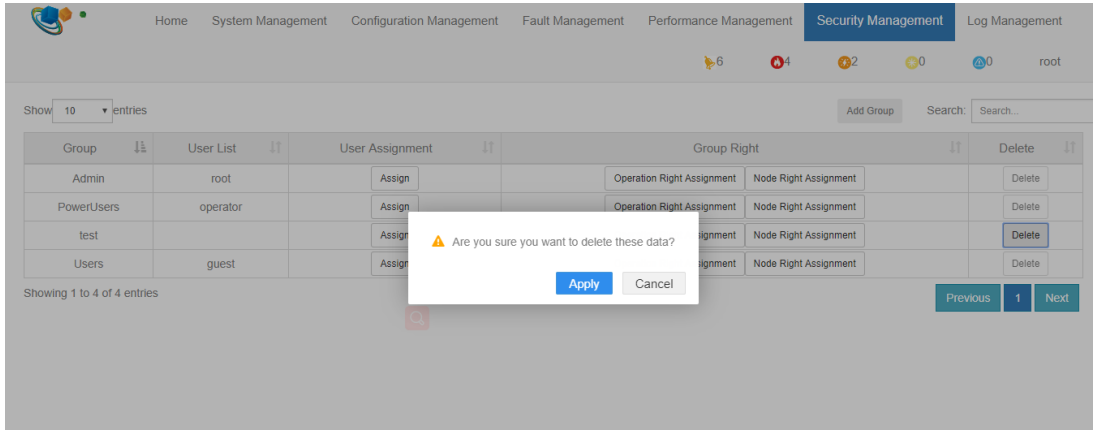 Home System Management Configuration Management Fault Management Performance Management Security Management Log Management
6 4 2 0 0 root
Show 10 entries Add Group Search: Search...
Group User List User Assignment Group Right Delete
Admin root Assign Operation Right Assignment Node Right Assignment Delete
PowerUsers operator Assign Operation Right Assignment Node Right Assignment Delete
test Assign ssignment Node Right Assignment Delete
Are you sure you want to delete these data?
Users guest Assign ssignment Node Right Assignment Delete
Apply Cancel
Showing 1 to 4 of 4 entries Previous 1 Next